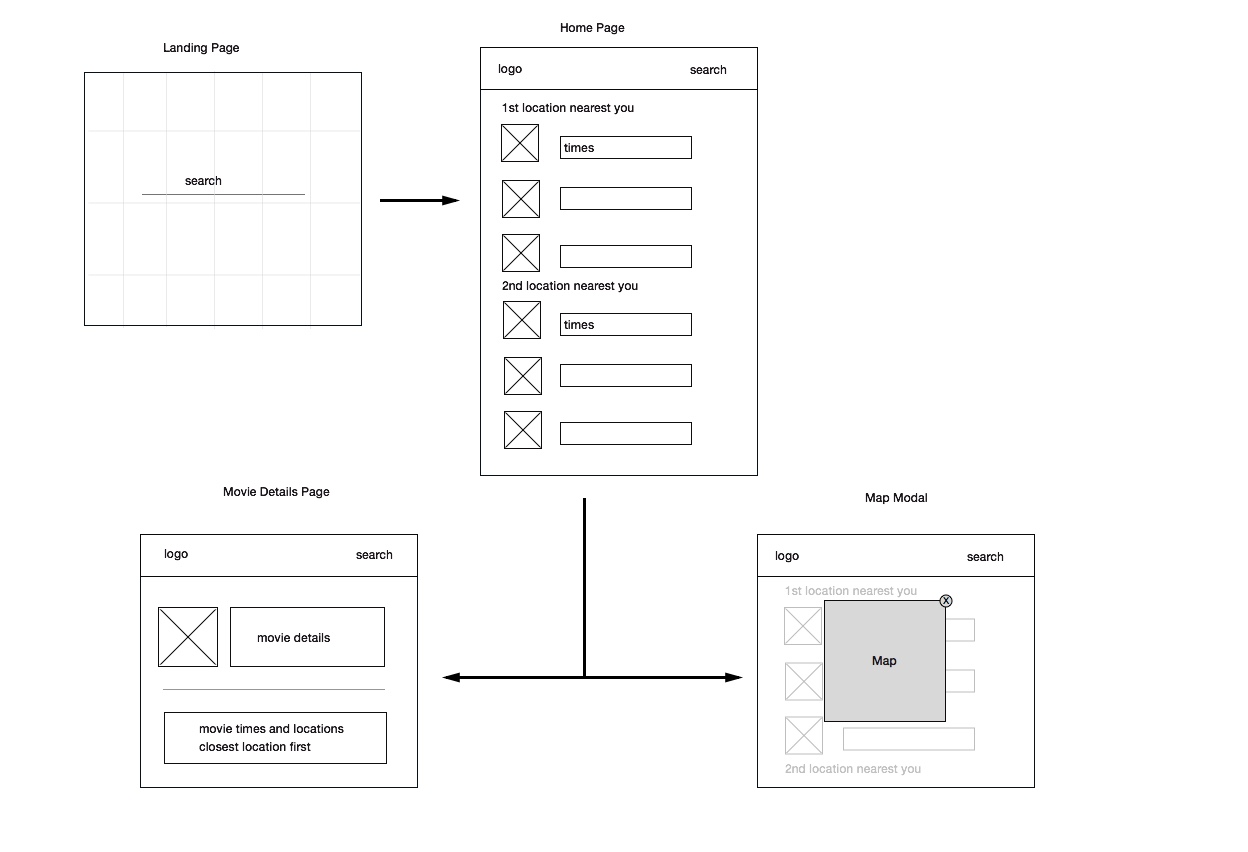 Landing Page
search
Home Page
logo
search
1st location nearest you
times
2nd location nearest you
times
Movie Details Page
logo
search
movie details
movie times and locations
closest location first
Map Modal
logo
search
1st location nearest you
X
Map
2nd location nearest you